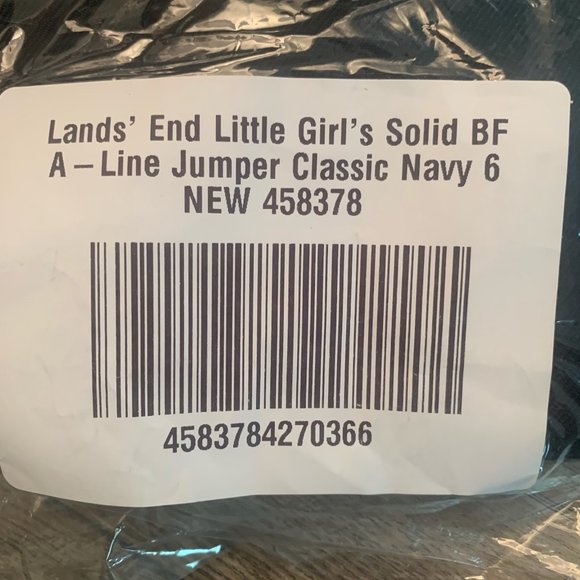 Lands' End Little Girl's Solid BF
A-Line Jumper Classic Navy 6
NEW 458378
4583784270366